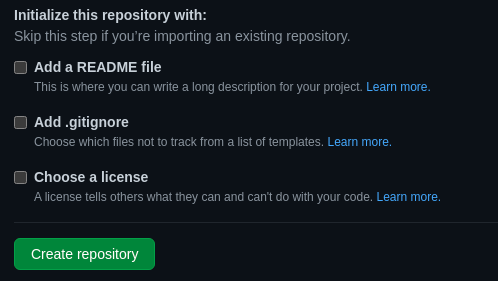 Initialize this repository with:
Skip this step if you’re importing an existing repository.
Add a README file
This is where you can write a long description for your project. Learn more.
Add .gitignore
Choose which files not to track from a list of templates. Learn more.
Choose a license
A license tells others what they can and can't do with your code. Learn more.
Create repository